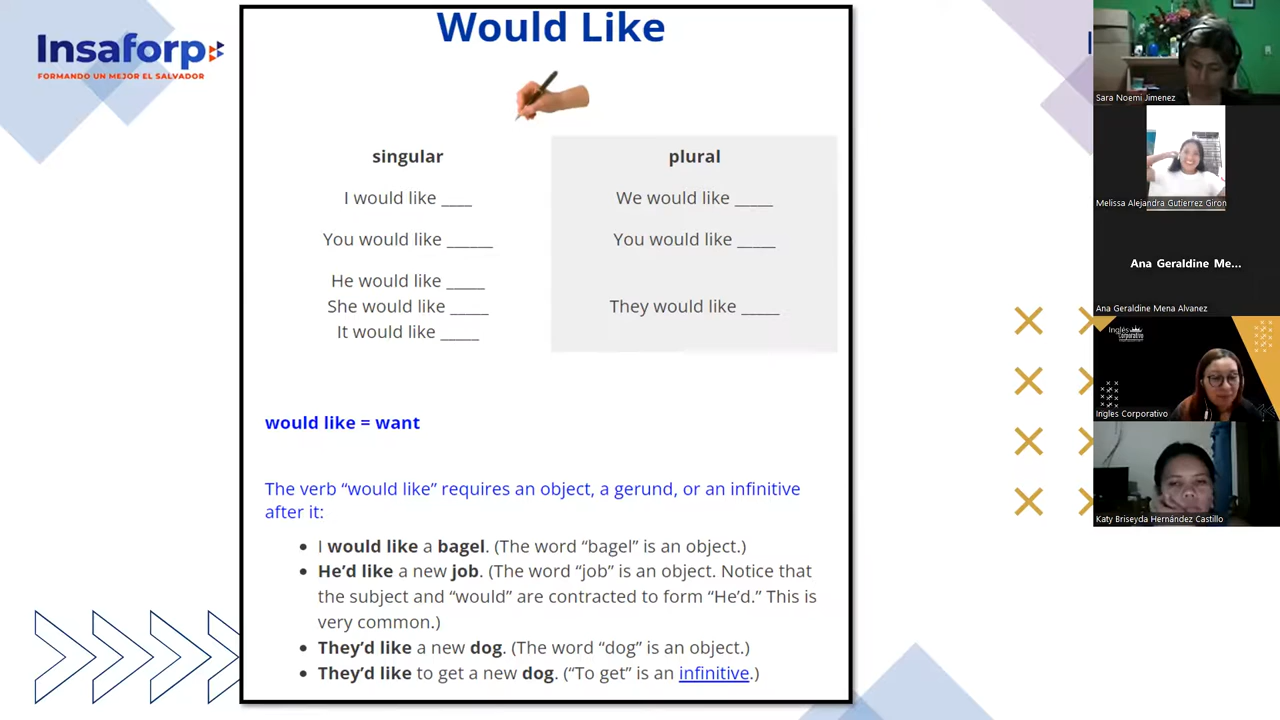 Would Like
Insaforp
FORMANDO UN MEJOR EL SALVADOR
singular
plural
I would like ____
We would like _____
You would like ______
You would like _____
He would like _____
She would like _____
They would like _____
It would like _____
would like = want
The verb “would like” requires an object, a gerund, or an infinitive
after it:
• I would like a bagel. (The word “bagel” is an object.)
• He’d like a new job. (The word “job” is an object. Notice that
the subject and “would” are contracted to form “He’d.” This is
very common.)
• They’d like a new dog. (The word “dog” is an object.)
• They’d like to get a new dog. (“To get” is an infinitive.)
Sara Noemi Jimenez
Melissa Alejandra Gutierrez Giron
Ana Geraldine Me...
Ana Geraldine Mena Alvanez
Inglés
Corporativo
Ingles Corporativo
Katy Briseyda Hernández Castillo